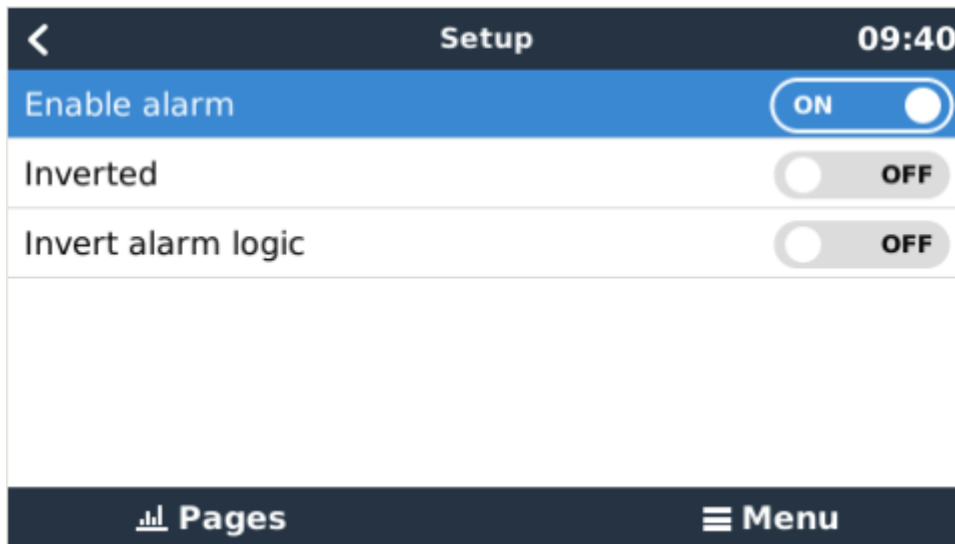 Setup 09:40
Enable alarm ON
Inverted OFF
Invert alarm logic OFF
Pages Menu